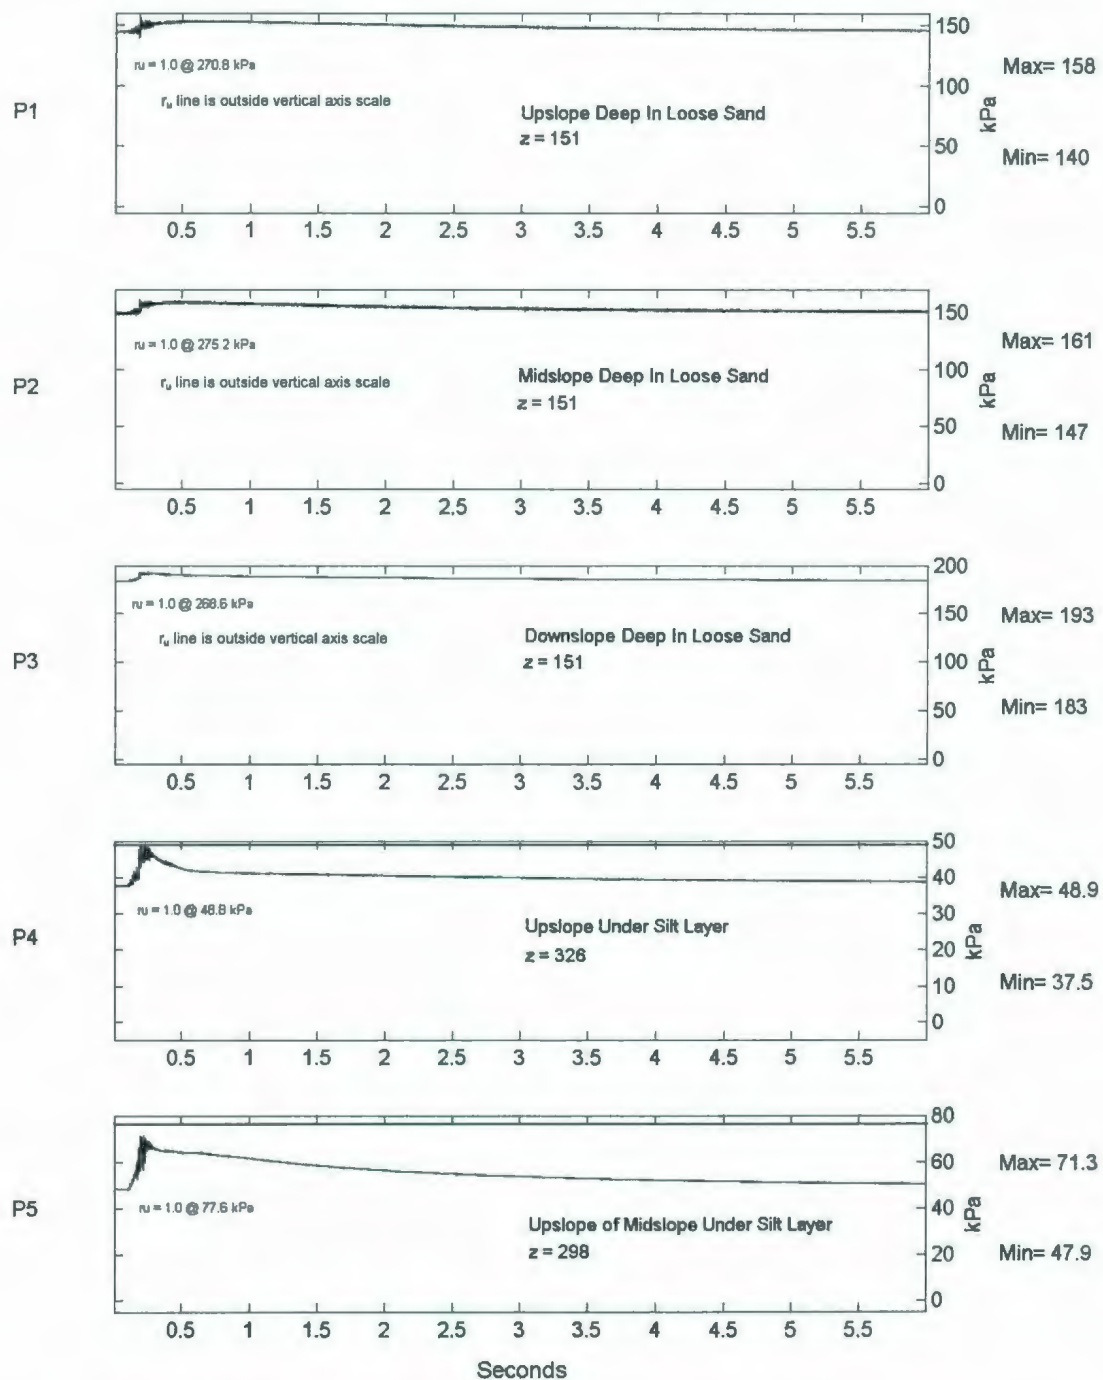 P1
ru = 1.0 @ 270.8 kPa
rᵤ line is outside vertical axis scale
Upslope Deep In Loose Sand
z = 151
150
100
50
0
kPa
Max= 158
Min= 140
0.5 1 1.5 2 2.5 3 3.5 4 4.5 5 5.5
P2
ru = 1.0 @ 275.2 kPa
rᵤ line is outside vertical axis scale
Midslope Deep In Loose Sand
z = 151
150
100
50
0
kPa
Max= 161
Min= 147
0.5 1 1.5 2 2.5 3 3.5 4 4.5 5 5.5
P3
ru = 1.0 @ 268.6 kPa
rᵤ line is outside vertical axis scale
Downslope Deep In Loose Sand
z = 151
200
150
100
50
0
kPa
Max= 193
Min= 183
0.5 1 1.5 2 2.5 3 3.5 4 4.5 5 5.5
P4
ru = 1.0 @ 48.8 kPa
Upslope Under Silt Layer
z = 326
50
40
30
20
10
0
kPa
Max= 48.9
Min= 37.5
0.5 1 1.5 2 2.5 3 3.5 4 4.5 5 5.5
P5
ru = 1.0 @ 77.6 kPa
Upslope of Midslope Under Silt Layer
z = 298
80
60
40
20
0
kPa
Max= 71.3
Min= 47.9
0.5 1 1.5 2 2.5 3 3.5 4 4.5 5 5.5
Seconds